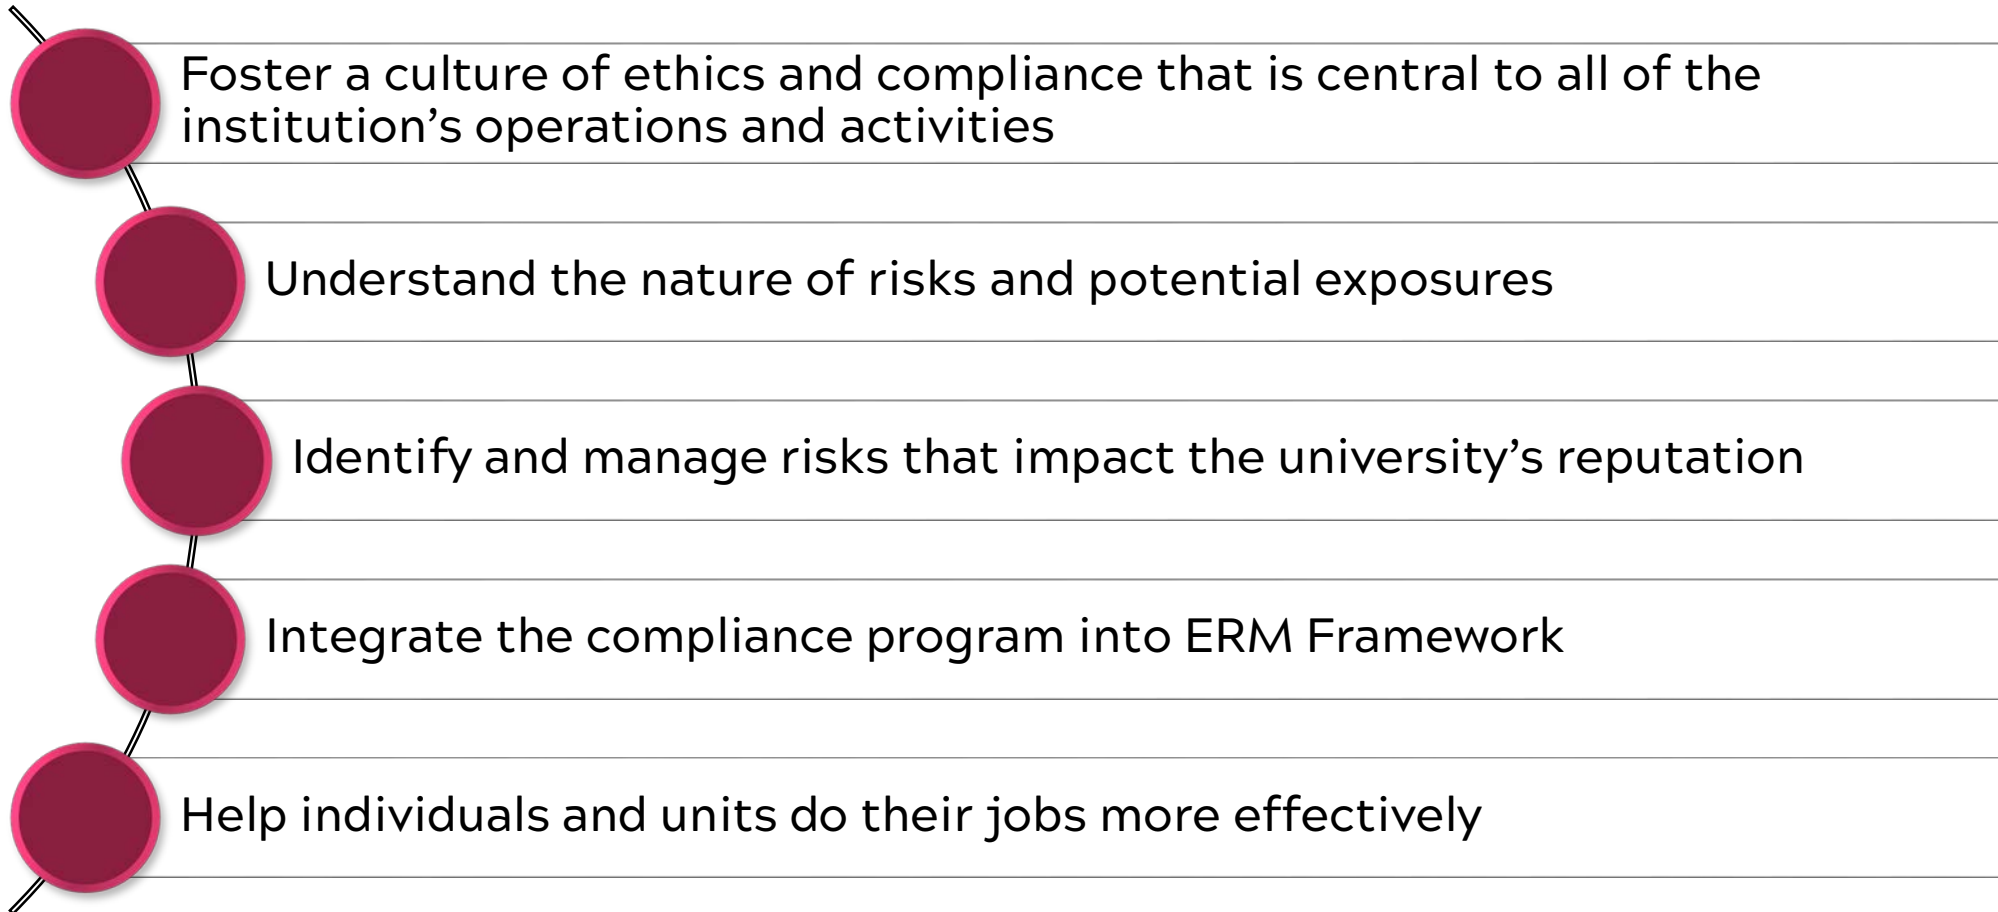 Foster a culture of ethics and compliance that is central to all of the
institution’s operations and activities
Understand the nature of risks and potential exposures
Identify and manage risks that impact the university’s reputation
Integrate the compliance program into ERM Framework
Help individuals and units do their jobs more effectively